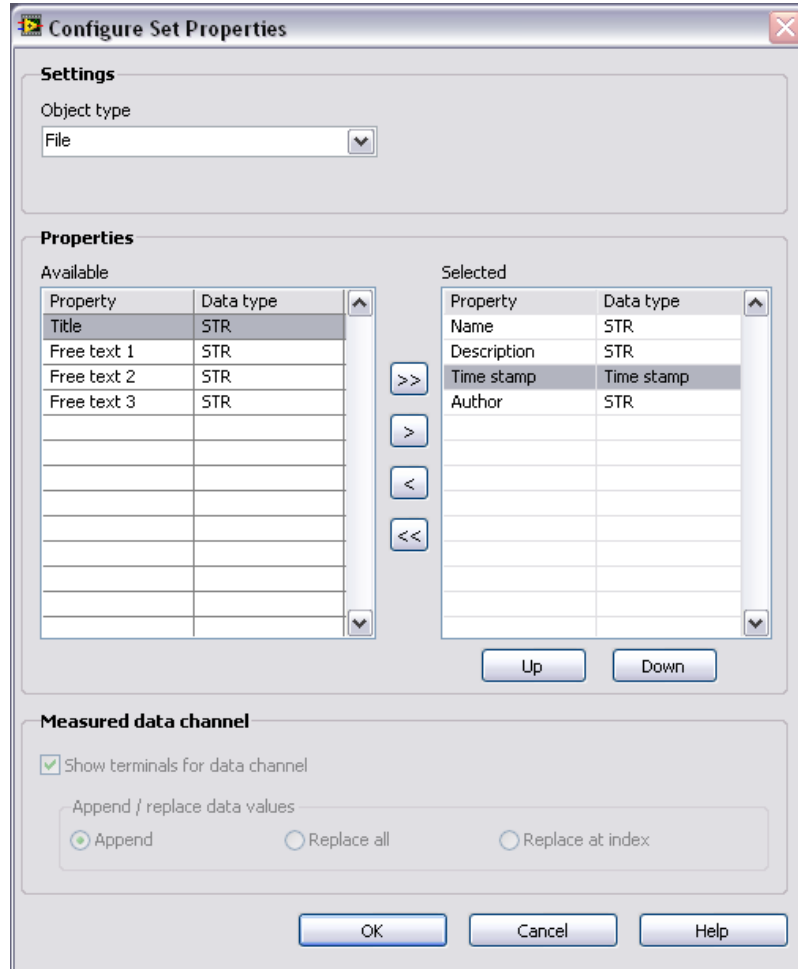 Configure Set Properties
Settings
Object type
File
Properties
Available
Property Data type
Title STR
Free text 1 STR
Free text 2 STR
Free text 3 STR
>>
>
<
<<
Selected
Property Data type
Name STR
Description STR
Time stamp Time stamp
Author STR
Up Down
Measured data channel
Show terminals for data channel
Append / replace data values
Append Replace all Replace at index
OK Cancel Help